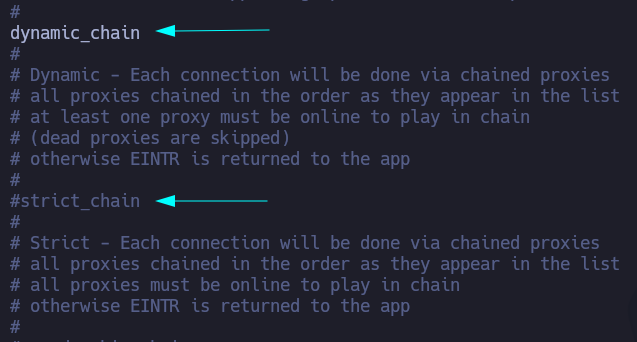 #
dynamic_chain
#
# Dynamic - Each connection will be done via chained proxies
# all proxies chained in the order as they appear in the list
# at least one proxy must be online to play in chain
# (dead proxies are skipped)
# otherwise EINTR is returned to the app
#
#strict_chain
#
# Strict - Each connection will be done via chained proxies
# all proxies chained in the order as they appear in the list
# all proxies must be online to play in chain
# otherwise EINTR is returned to the app
#